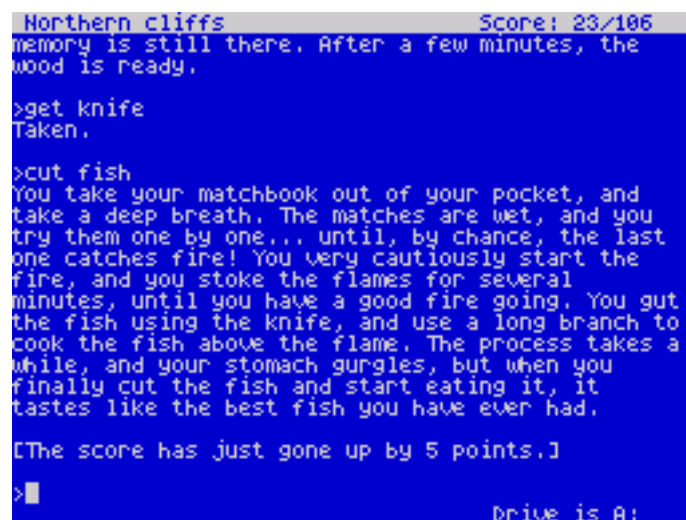 Northern cliffs Score: 23/106
memory is still there. After a few minutes, the
wood is ready.
>get knife
Taken.
>cut fish
You take your matchbook out of your pocket, and
take a deep breath. The matches are wet, and you
try them one by one... until, by chance, the last
one catches fire! You very cautiously start the
fire, and you stoke the flames for several
minutes, until you have a good fire going. You gut
the fish using the knife, and use a long branch to
cook the fish above the flame. The process takes a
while, and your stomach gurgles, but when you
finally cut the fish and start eating it, it
tastes like the best fish you have ever had.
[The score has just gone up by 5 points.]
>
Drive is A: